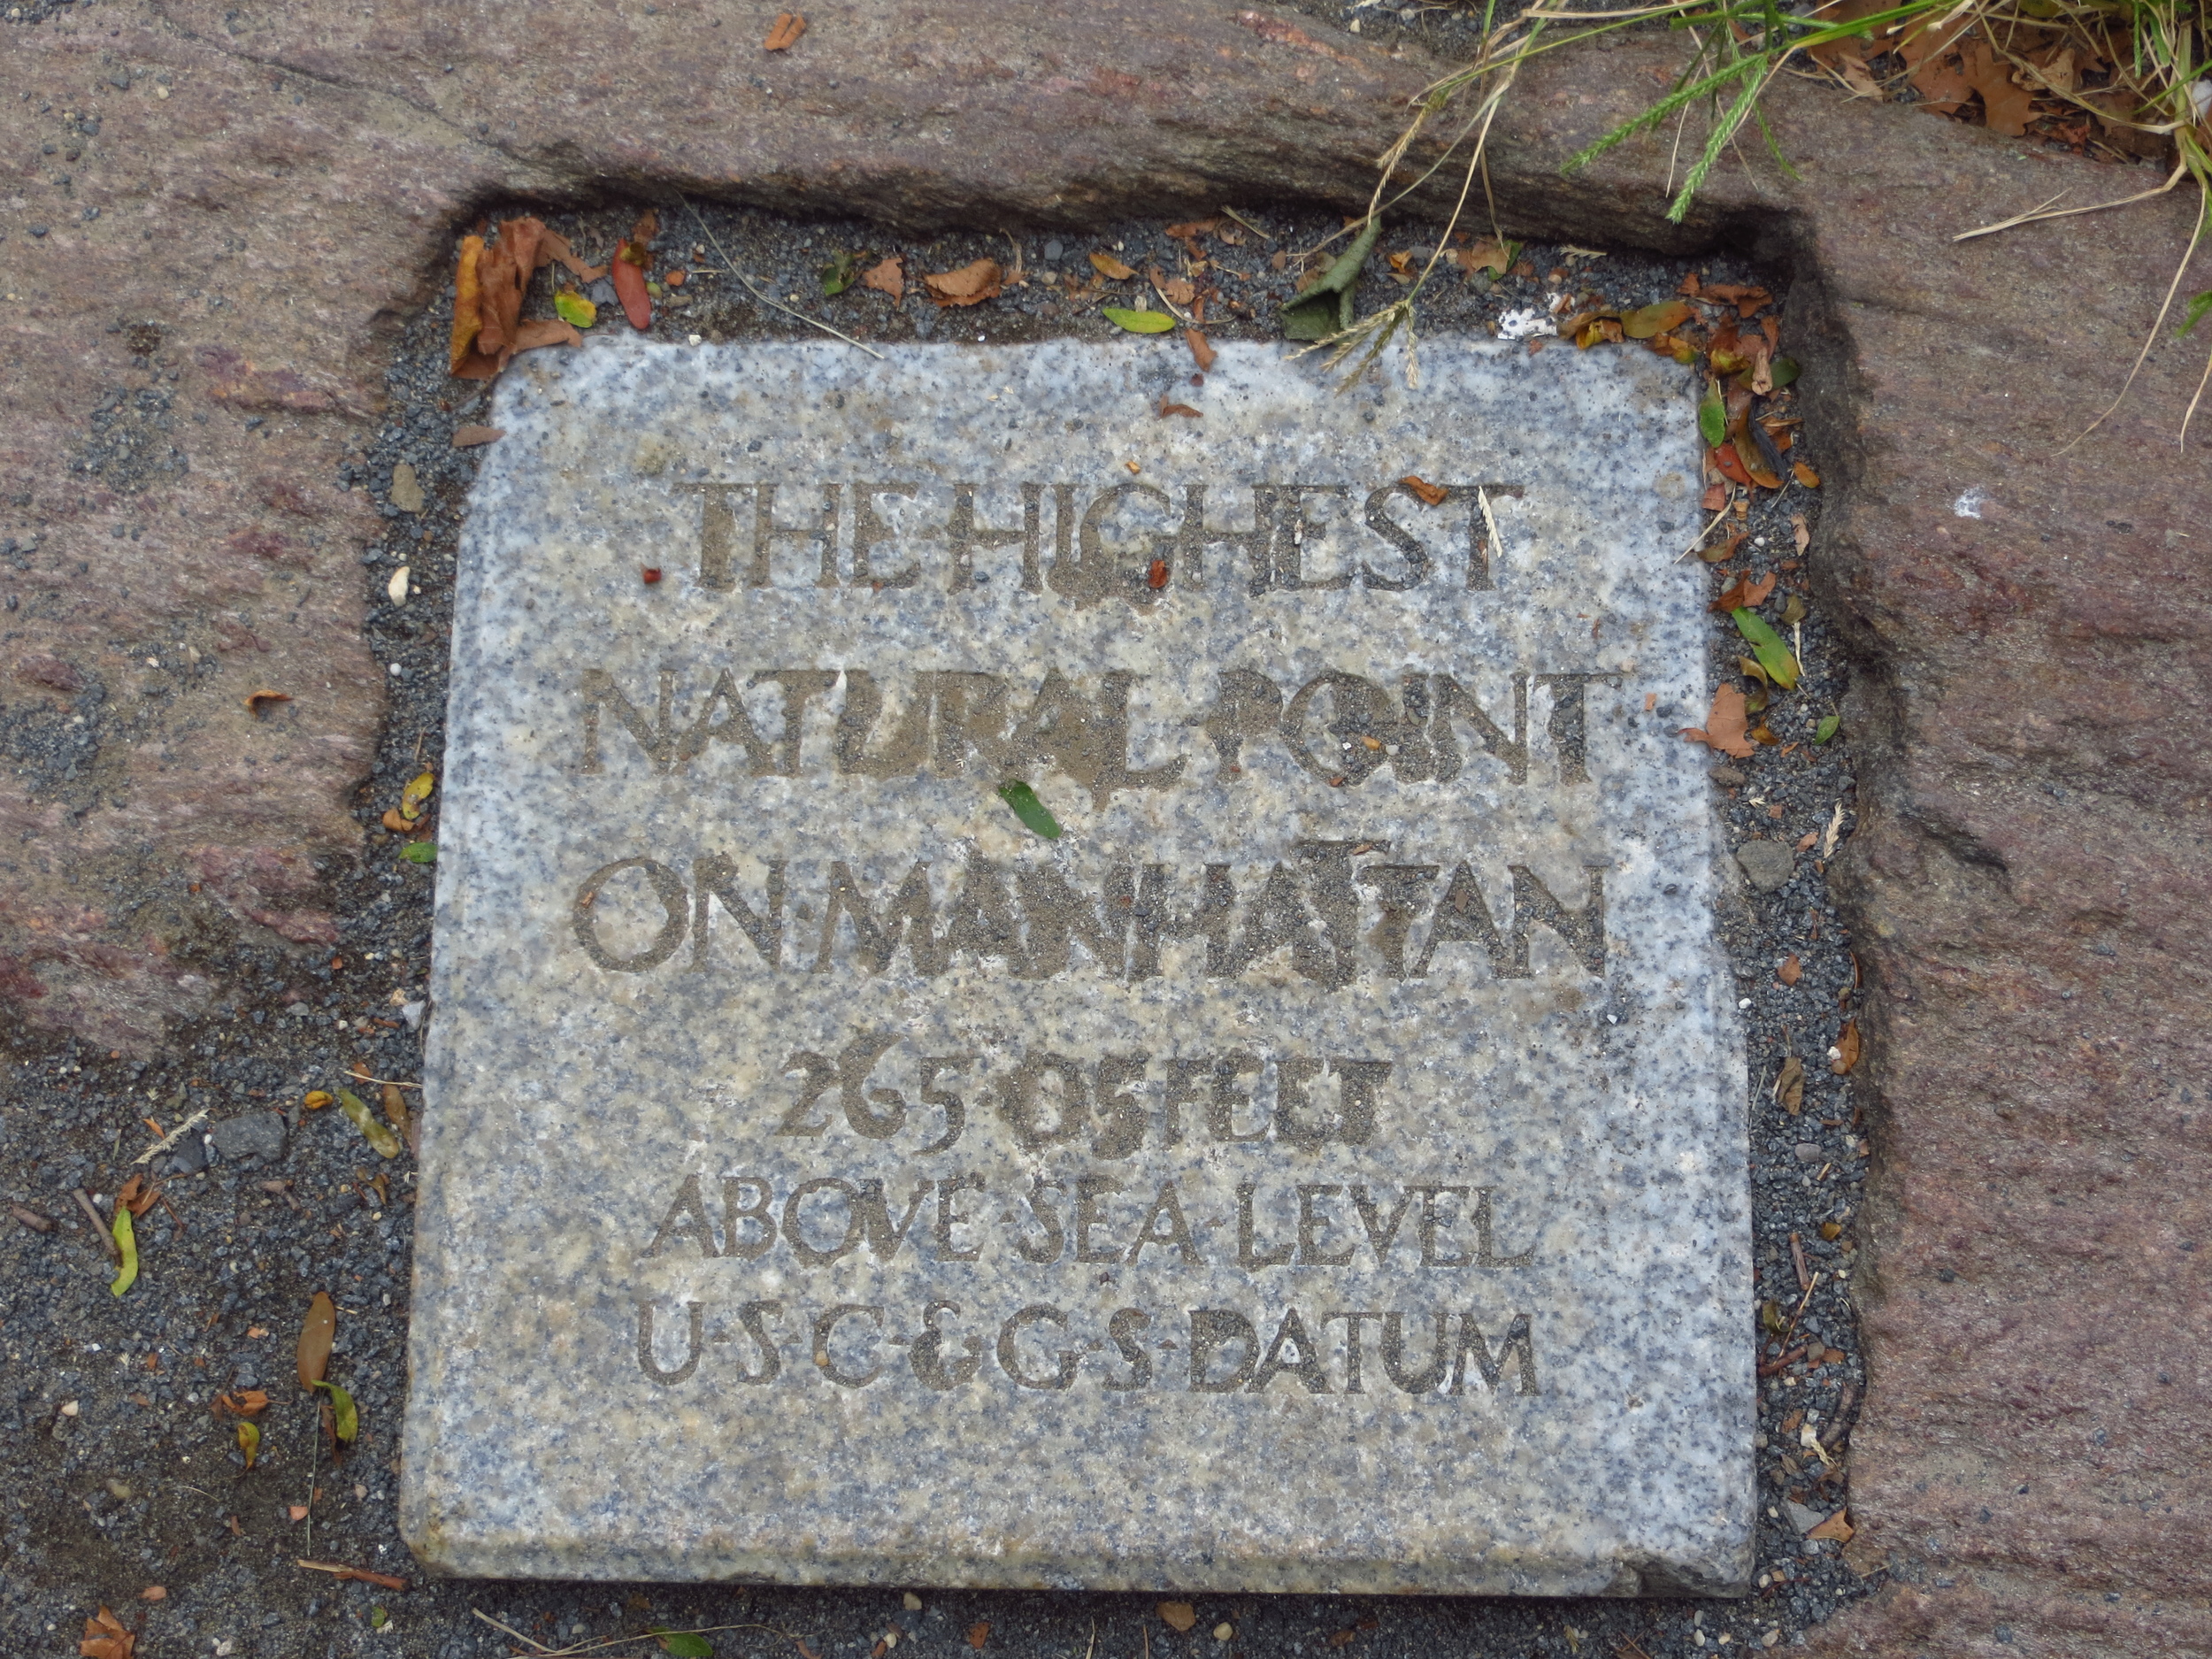 THE·HIGHEST
NATURAL·POINT
ON·MANHATTAN
265·05 FEET
ABOVE·SEA·LEVEL
U·S·C·&·G·S·DATUM